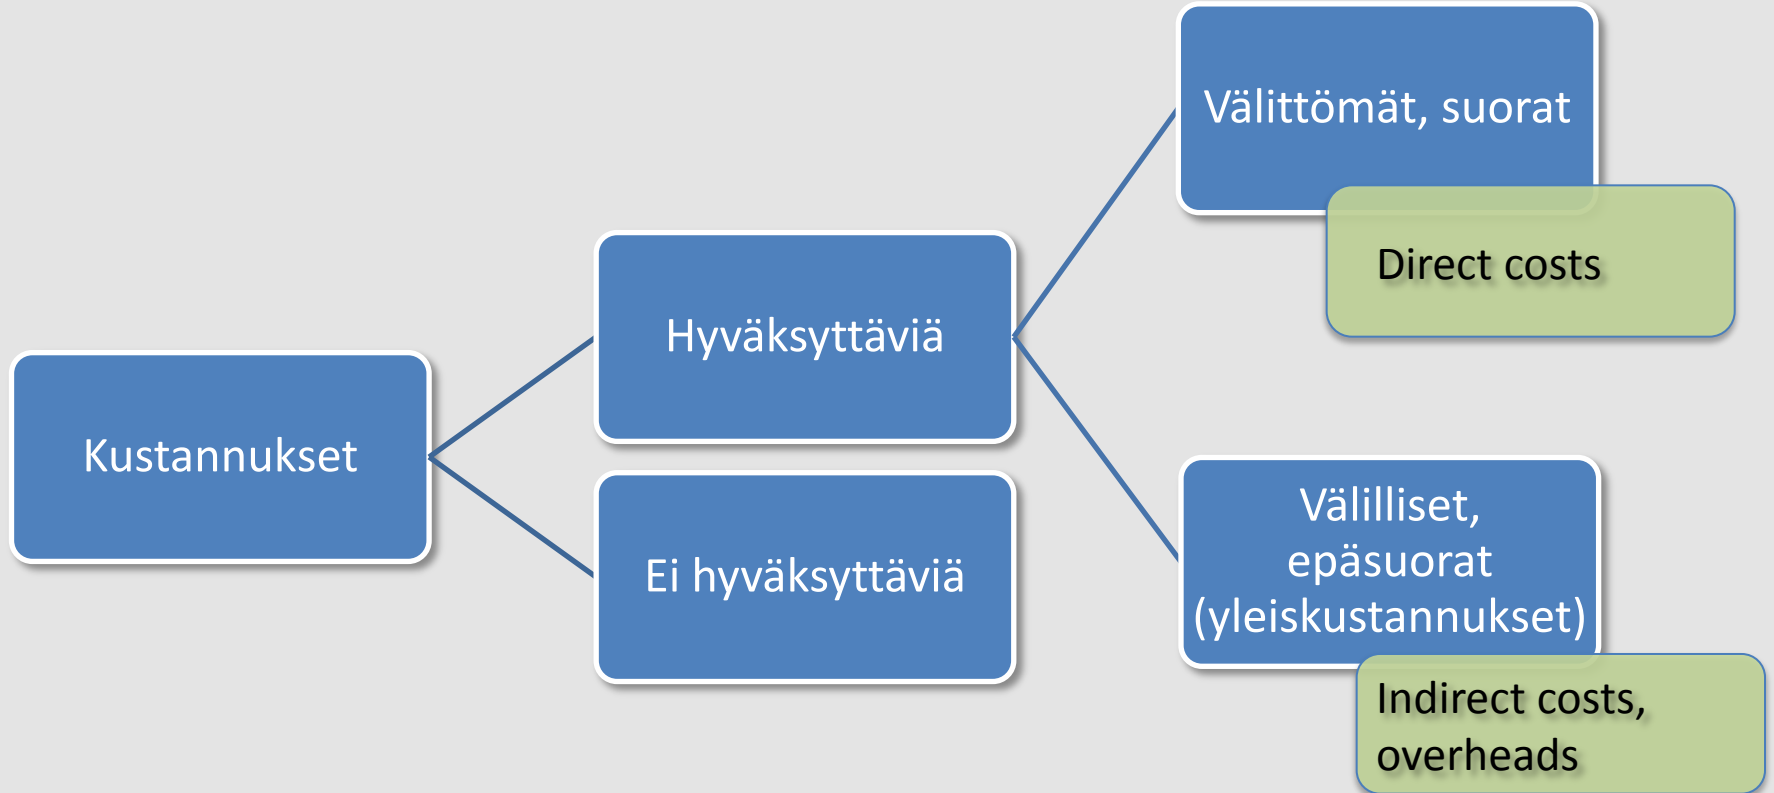 Kustannukset
Hyväksyttäviä
Ei hyväksyttäviä
Välittömät, suorat
Direct costs
Välilliset,
epäsuorat
(yleiskustannukset)
Indirect costs,
overheads